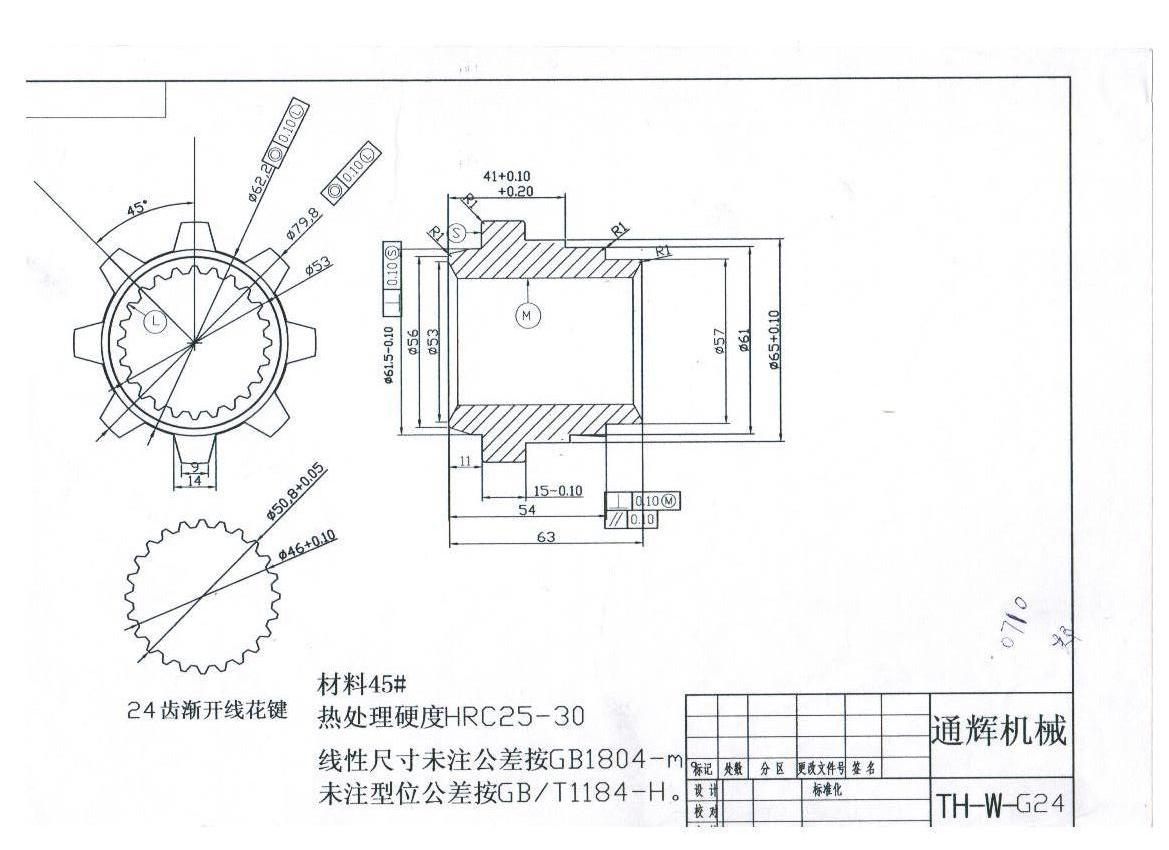 45°
ø62.2
0.10Ⓛ
ø79.8
0.10Ⓛ
ø53
L
9
14
41+0.10
+0.20
R1
R1
R1
R1
S
0.10Ⓢ
M
ø61.5-0.10
ø56
ø53
ø57
ø61
ø65+0.10
11
15-0.10
54
63
0.10Ⓜ
0.10
ø50.8+0.05
ø46+0.10
24齿渐开线花键
材料45#
热处理硬度HRC25-30
线性尺寸未注公差按GB1804-m。
未注型位公差按GB/T1184-H。
0710
标记 处数 分区 更改文件号 签名
设计 标准化
校对
通辉机械
TH-W-G24